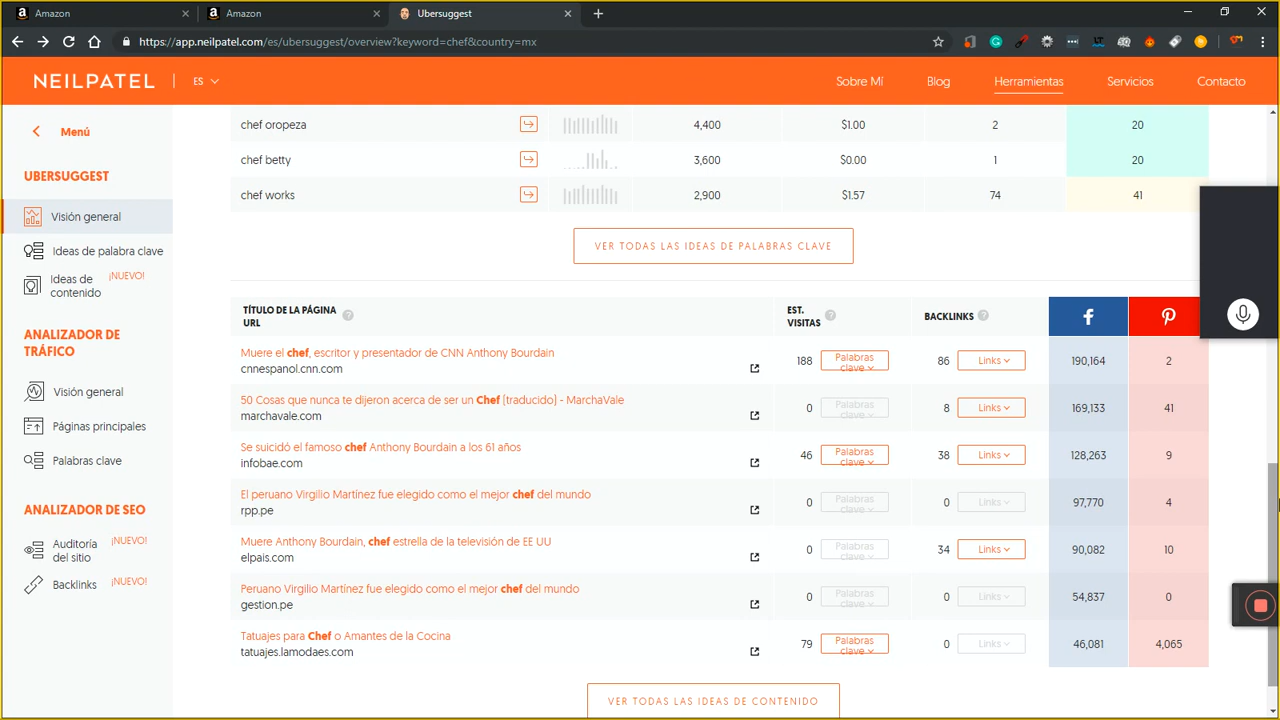 Amazon
Amazon
Ubersuggest
https://app.neilpatel.com/es/ubersuggest/overview?keyword=chef&country=mx
NEILPATEL
ES
Sobre Mí
Blog
Herramientas
Servicios
Contacto
Menú
UBERSUGGEST
Visión general
Ideas de palabra clave
Ideas de contenido ¡NUEVO!
ANALIZADOR DE
TRÁFICO
Visión general
Páginas principales
Palabras clave
ANALIZADOR DE SEO
Auditoría del sitio ¡NUEVO!
Backlinks ¡NUEVO!
chef oropeza 4,400 $1.00 2 20
chef betty 3,600 $0.00 1 20
chef works 2,900 $1.57 74 41
VER TODAS LAS IDEAS DE PALABRAS CLAVE
TÍTULO DE LA PÁGINA
URL
EST.
VISITAS
BACKLINKS
Muere el chef, escritor y presentador de CNN Anthony Bourdain
cnnespanol.cnn.com
188 Palabras clave 86 Links 190,164 2
50 Cosas que nunca te dijeron acerca de ser un Chef (traducido) - MarchaVale
marchavale.com
0 Palabras clave 8 Links 169,133 41
Se suicidó el famoso chef Anthony Bourdain a los 61 años
infobae.com
46 Palabras clave 38 Links 128,263 9
El peruano Virgilio Martínez fue elegido como el mejor chef del mundo
rpp.pe
0 Palabras clave 0 Links 97,770 4
Muere Anthony Bourdain, chef estrella de la televisión de EE UU
elpais.com
0 Palabras clave 34 Links 90,082 10
Peruano Virgilio Martínez fue elegido como el mejor chef del mundo
gestion.pe
0 Palabras clave 0 Links 54,837 0
Tatuajes para Chef o Amantes de la Cocina
tatuajes.lamodaes.com
79 Palabras clave 0 Links 46,081 4,065
VER TODAS LAS IDEAS DE CONTENIDO